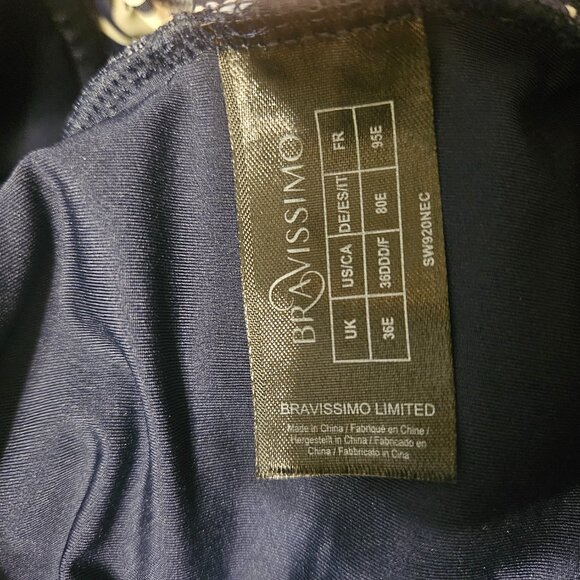 BRAVISSIMO
UK US/CA DE/ES/IT FR
36E 36DDD/F 80E 95E
SW920NEC
BRAVISSIMO LIMITED
Made in China / Fabriqué en Chine /
Hergestellt in China / Fabricado en
China / Fabbricato in Cina